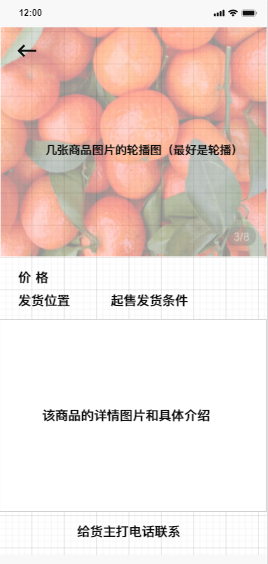 12:00
几张商品图片的轮播图（最好是轮播）
3/8
价 格
发货位置 起售发货条件
该商品的详情图片和具体介绍
给货主打电话联系